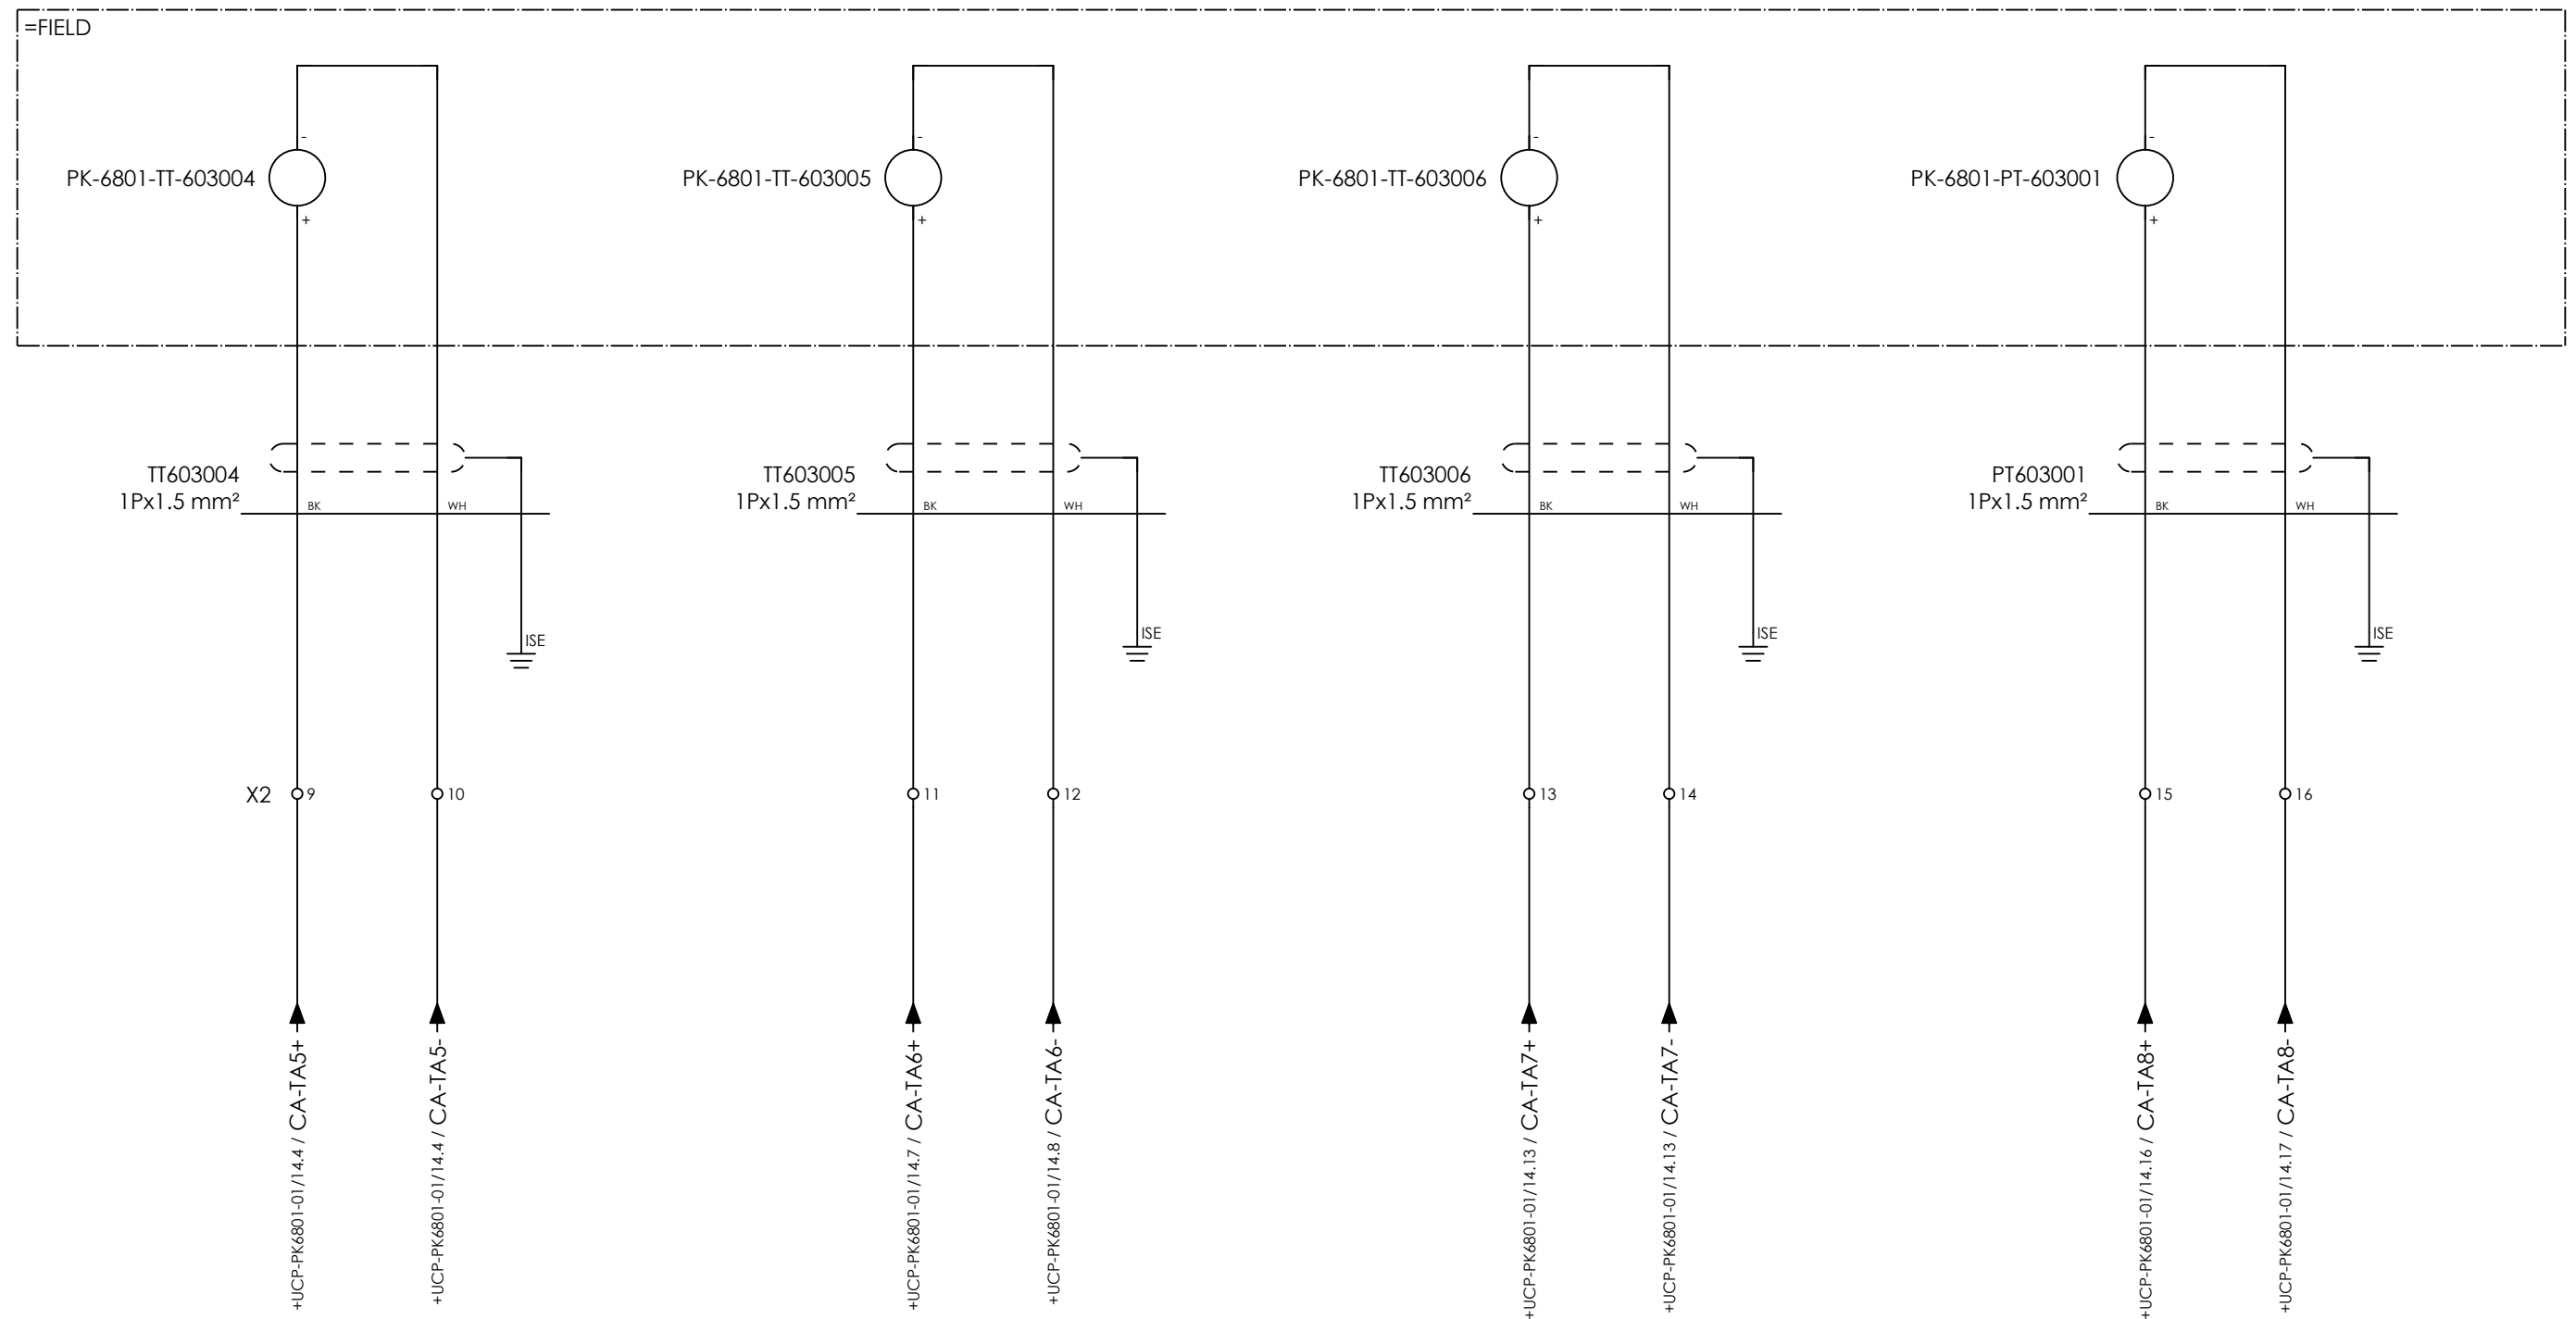 =FIELD
-
-
-
-
PK-6801-TT-603004
PK-6801-TT-603005
PK-6801-TT-603006
PK-6801-PT-603001
+
+
+
+
TT603004
1Px1.5 mm²
BK
WH
TT603005
1Px1.5 mm²
BK
WH
TT603006
1Px1.5 mm²
BK
WH
PT603001
1Px1.5 mm²
BK
WH
ISE
ISE
ISE
ISE
X2
9
10
11
12
13
14
15
16
+UCP-PK6801-01/14.4 / CA-TA5+
+UCP-PK6801-01/14.4 / CA-TA5-
+UCP-PK6801-01/14.7 / CA-TA6+
+UCP-PK6801-01/14.8 / CA-TA6-
+UCP-PK6801-01/14.13 / CA-TA7+
+UCP-PK6801-01/14.13 / CA-TA7-
+UCP-PK6801-01/14.16 / CA-TA8+
+UCP-PK6801-01/14.17 / CA-TA8-